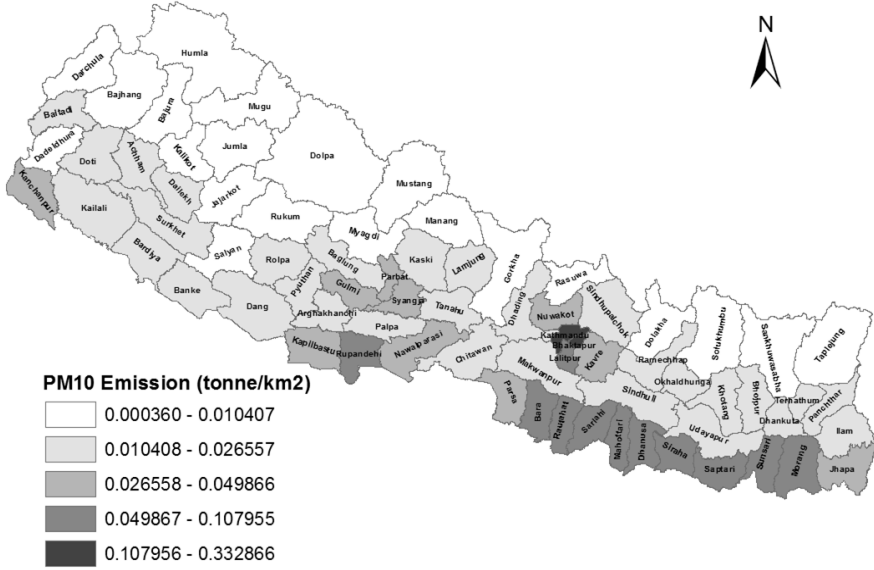 N
Humla
Darchula
Bajhang
Bajura
Mugu
Baitadi
Dadeldhura
Doti
Achham
Kalikot
Jumla
Dolpa
Kanchanpur
Dailekh
Jajarkot
Mustang
Kailali
Surkhet
Rukum
Manang
Myagdi
Bardiya
Salyan
Rolpa
Baglung
Parbat
Kaski
Lamjung
Gorkha
Rasuwa
Banke
Pyuthan
Gulmi
Syangja
Tanahu
Dhading
Nuwakot
Sindhupalchok
Dang
Arghakhanchi
Palpa
Dolakha
Solukhumbu
Sankhuwasabha
Taplejung
Kapilbastu
Rupandehi
Nawalparasi
Chitawan
Kathmandu
Bhaktapur
Lalitpur
Kavre
Ramechhap
Makwanpur
Sindhuli
Okhaldhunga
Khotang
Bhojpur
Terhathum
Panchthar
Parsa
Bara
Rautahat
Sarlahi
Mahottari
Dhanusa
Siraha
Udayapur
Dhankuta
Ilam
Saptari
Sunsari
Morang
Jhapa
PM10 Emission (tonne/km2)
0.000360 - 0.010407
0.010408 - 0.026557
0.026558 - 0.049866
0.049867 - 0.107955
0.107956 - 0.332866